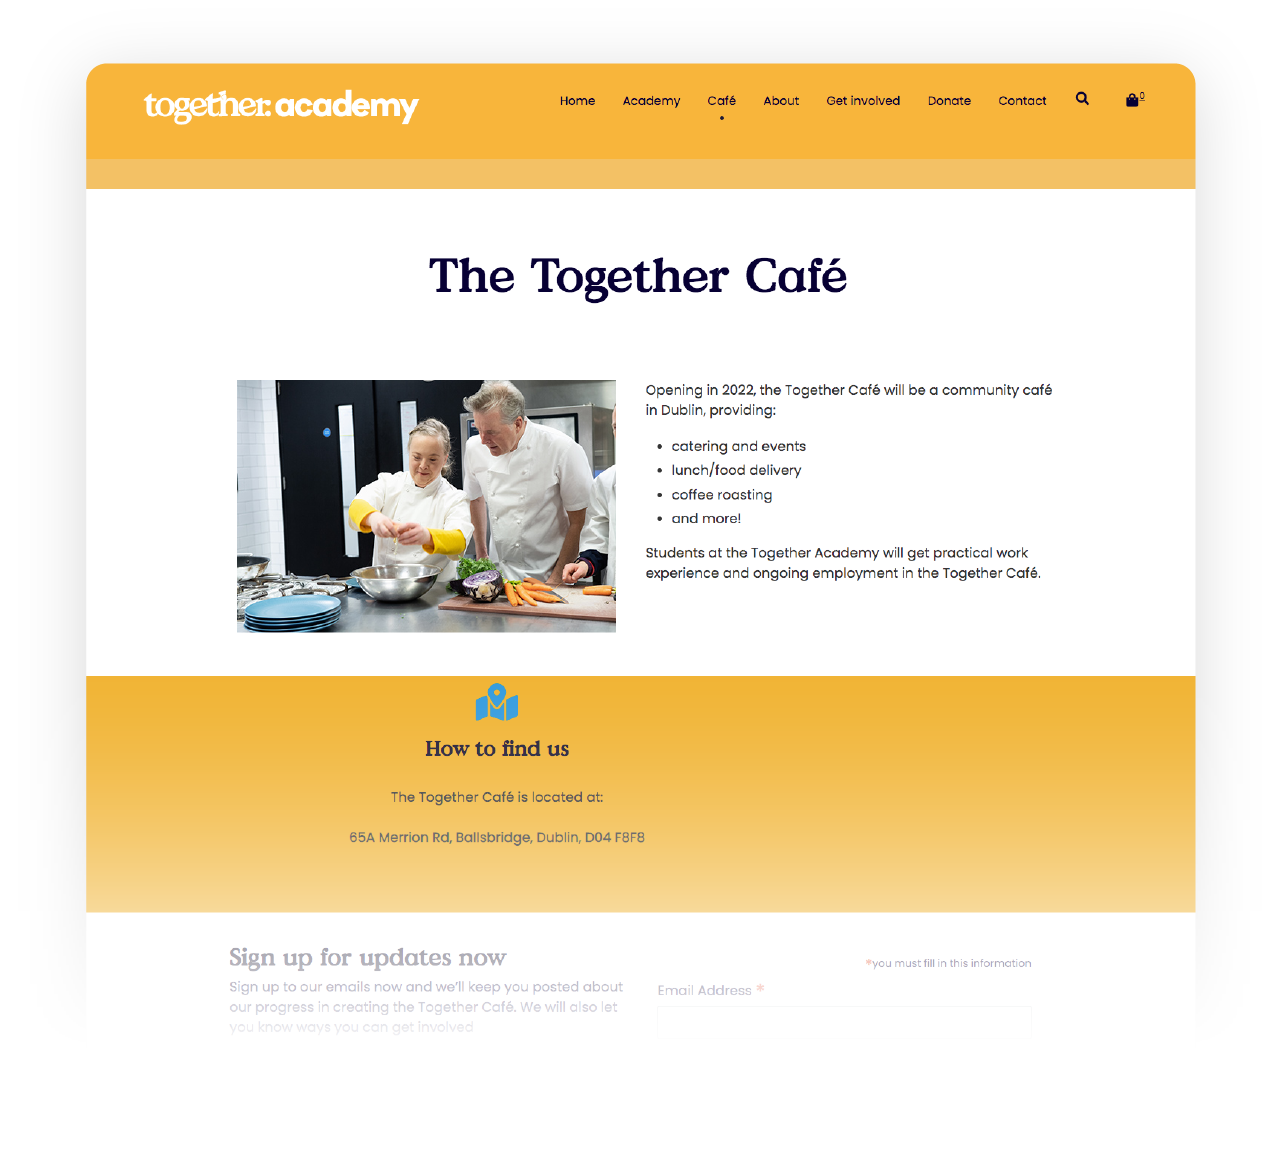 together: academy
Home Academy Café About Get involved Donate Contact 0
The Together Café
Opening in 2022, the Together Café will be a community café
in Dublin, providing:
• catering and events
• lunch/food delivery
• coffee roasting
• and more!
Students at the Together Academy will get practical work
experience and ongoing employment in the Together Café.
How to find us
The Together Café is located at:
65A Merrion Rd, Ballsbridge, Dublin, D04 F8F8
Sign up for updates now
Sign up to our emails now and we’ll keep you posted about
our progress in creating the Together Café. We will also let
you know ways you can get involved
*you must fill in this information
Email Address *